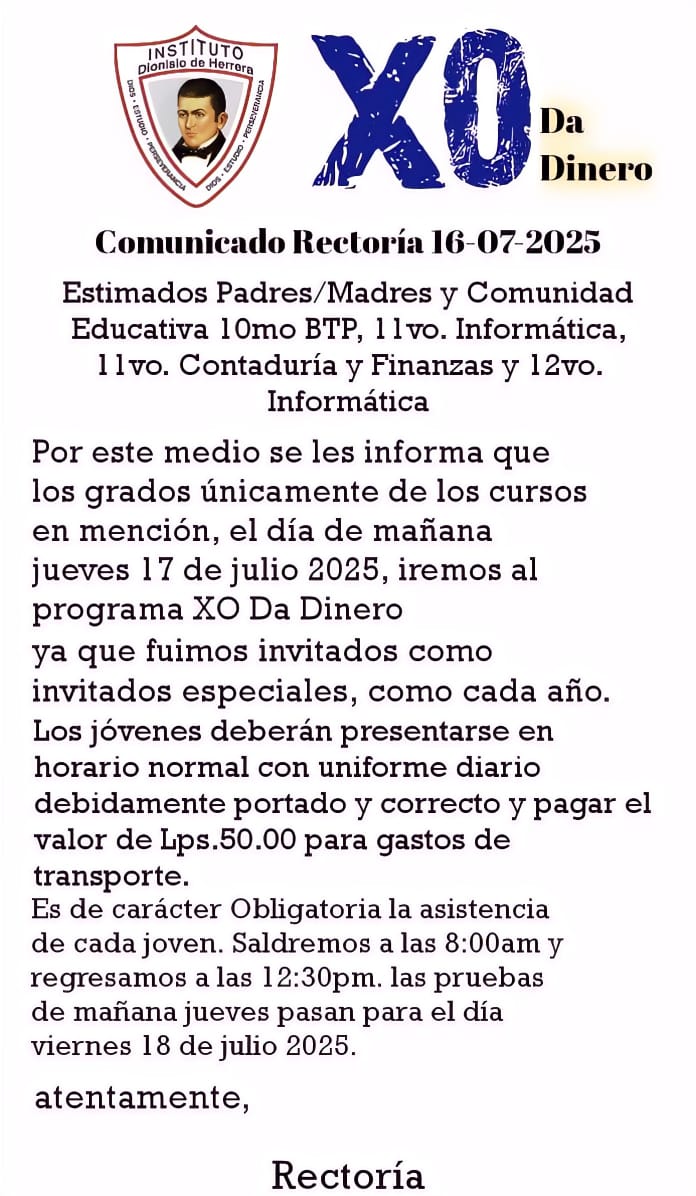 INSTITUTO
Dionisio de Herrera
DIOS • ESTUDIO • PERSEVERANCIA
DIOS • ESTUDIO • PERSEVERANCIA
XO
Da
Dinero
Comunicado Rectoría 16-07-2025
Estimados Padres/Madres y Comunidad
Educativa 10mo BTP, 11vo. Informática,
11vo. Contaduría y Finanzas y 12vo.
Informática
Por este medio se les informa que
los grados únicamente de los cursos
en mención, el día de mañana
jueves 17 de julio 2025, iremos al
programa XO Da Dinero
ya que fuimos invitados como
invitados especiales, como cada año.
Los jóvenes deberán presentarse en
horario normal con uniforme diario
debidamente portado y correcto y pagar el
valor de Lps.50.00 para gastos de
transporte.
Es de carácter Obligatoria la asistencia
de cada joven. Saldremos a las 8:00am y
regresamos a las 12:30pm. las pruebas
de mañana jueves pasan para el día
viernes 18 de julio 2025.
atentamente,
Rectoría